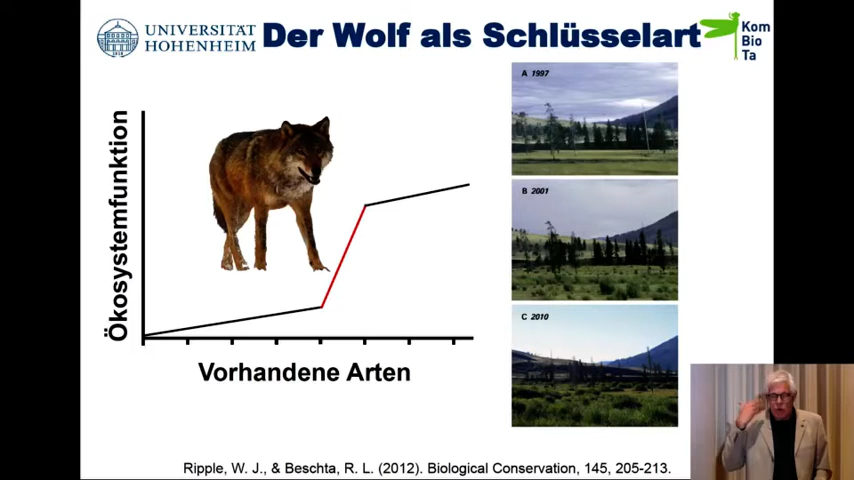 UNIVERSITÄT
HOHENHEIM
Der Wolf als Schlüsselart
Kom
Bio
Ta
Ökosystemfunktion
Vorhandene Arten
A 1997
B 2001
C 2010
Ripple, W. J., & Beschta, R. L. (2012). Biological Conservation, 145, 205-213.